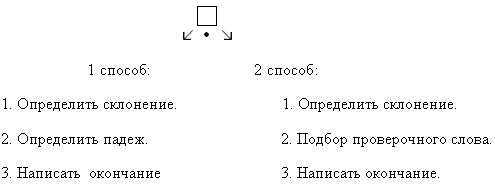 1 способ:
1. Определить склонение.
2. Определить падеж.
3. Написать окончание
2 способ:
1. Определить склонение.
2. Подбор проверочного слова.
3. Написать окончание.